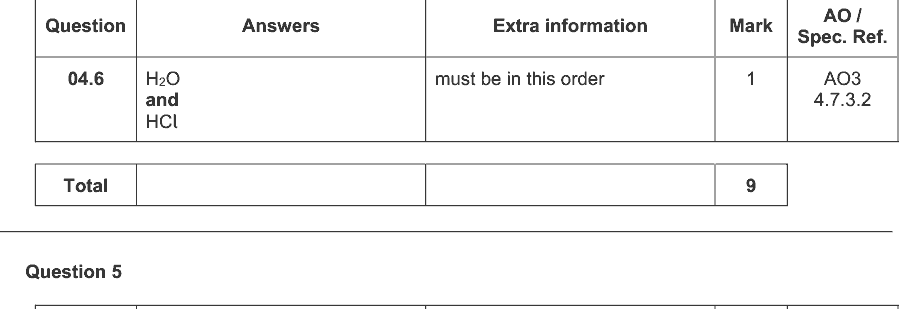 Question Answers Extra information Mark AO / Spec. Ref.
04.6 H₂O must be in this order 1 AO3
and 4.7.3.2
HCl
Total 9
Question 5